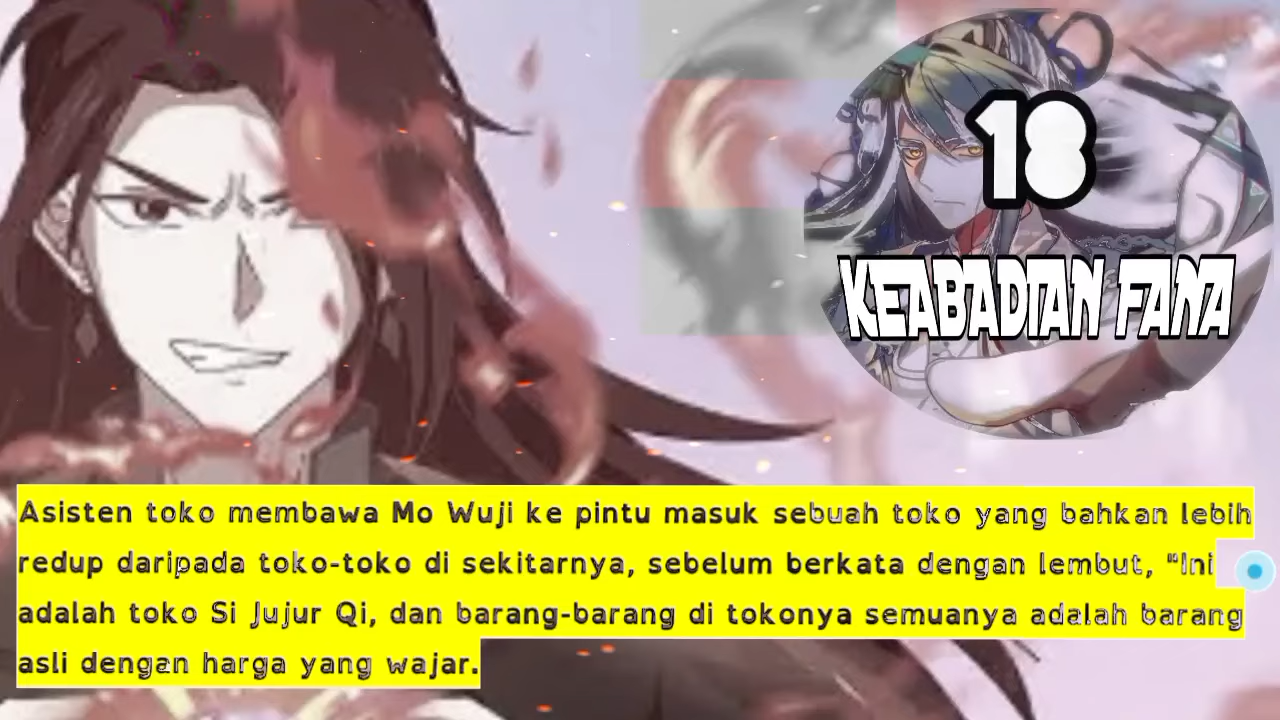 18
KEABADIAN FANA
Asisten toko membawa Mo Wuji ke pintu masuk sebuah toko yang bahkan lebih
redup daripada toko-toko di sekitarnya, sebelum berkata dengan lembut, "Ini
adalah toko Si Jujur Qi, dan barang-barang di tokonya semuanya adalah barang
asli dengan harga yang wajar.